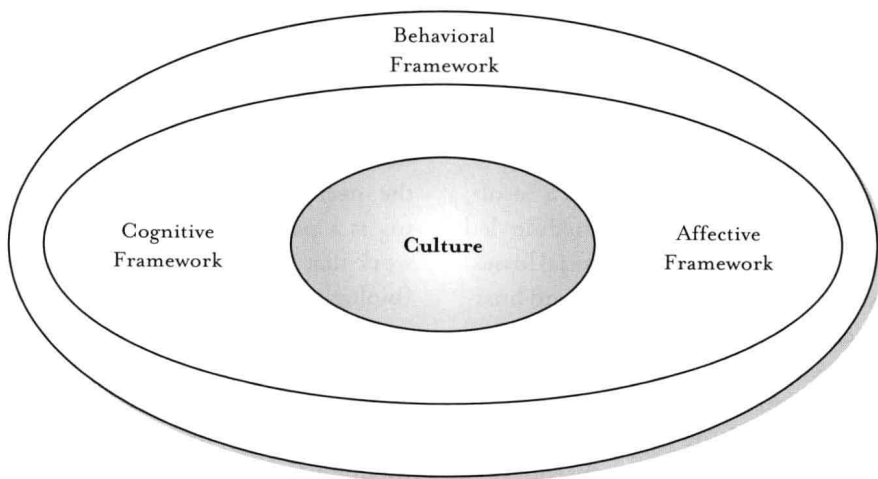 Behavioral
Framework
Cognitive
Framework
Culture
Affective
Framework